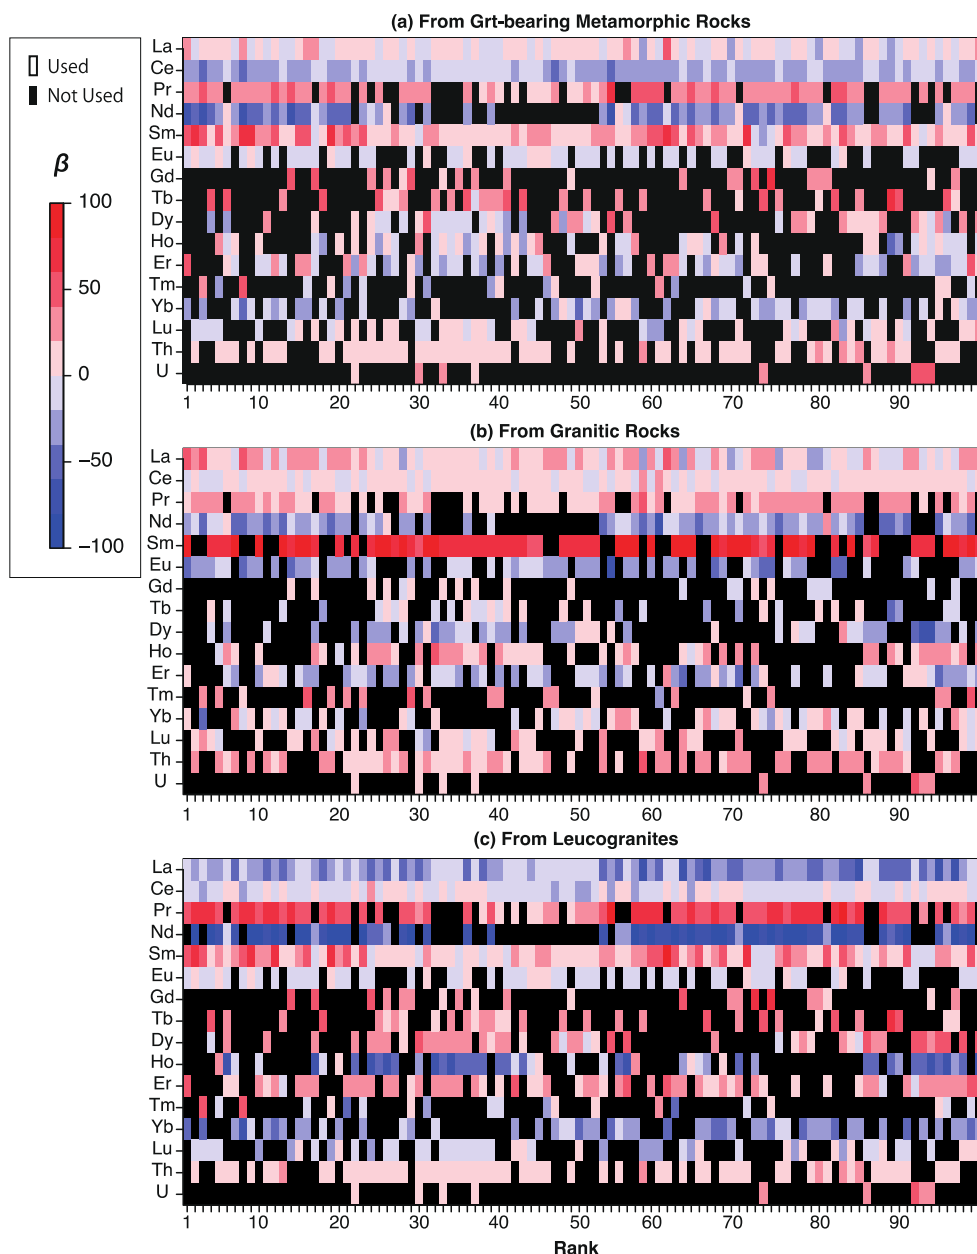 (a) From Grt-bearing Metamorphic Rocks
Used
Not Used
β
100
50
0
−50
−100
La
Ce
Pr
Nd
Sm
Eu
Gd
Tb
Dy
Ho
Er
Tm
Yb
Lu
Th
U
1 10 20 30 40 50 60 70 80 90
(b) From Granitic Rocks
La
Ce
Pr
Nd
Sm
Eu
Gd
Tb
Dy
Ho
Er
Tm
Yb
Lu
Th
U
1 10 20 30 40 50 60 70 80 90
(c) From Leucogranites
La
Ce
Pr
Nd
Sm
Eu
Gd
Tb
Dy
Ho
Er
Tm
Yb
Lu
Th
U
1 10 20 30 40 50 60 70 80 90
Rank